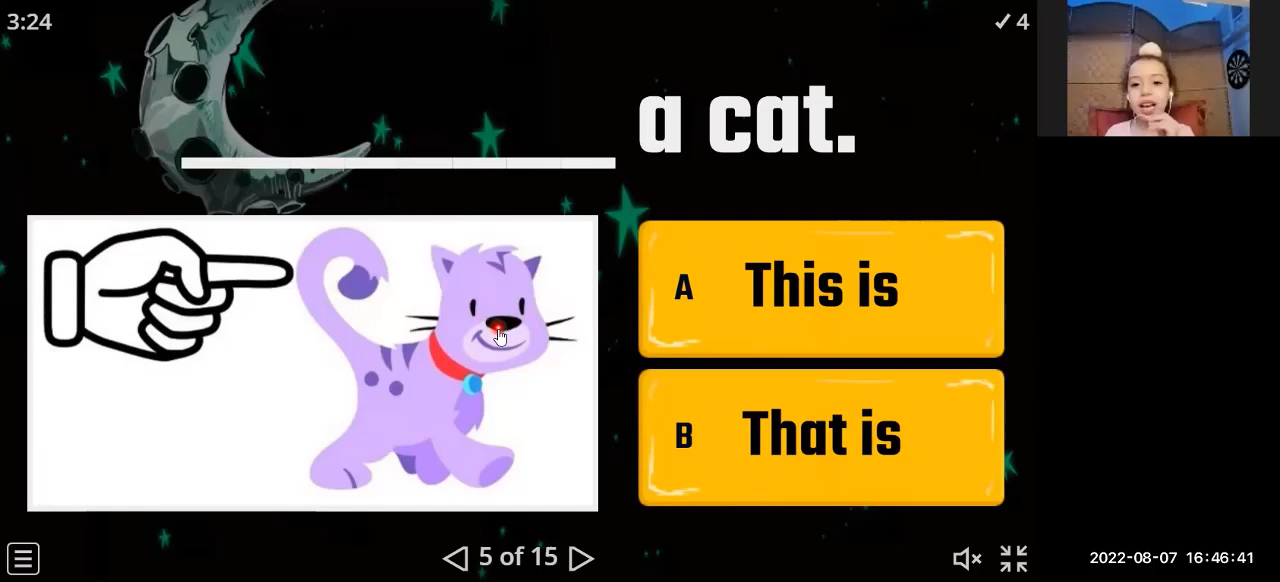 3:24
✓ 4
a cat.
A This is
B That is
5 of 15
2022-08-07 16:46:41